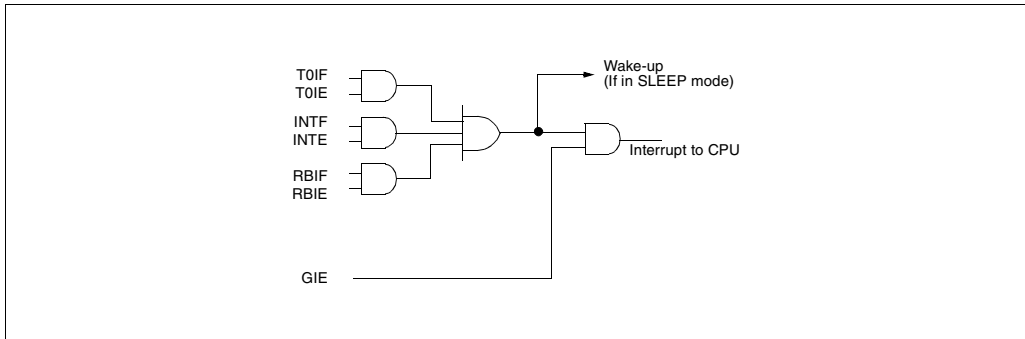 T0IF
T0IE
INTF
INTE
RBIF
RBIE
GIE
Wake-up
(If in SLEEP mode)
Interrupt to CPU